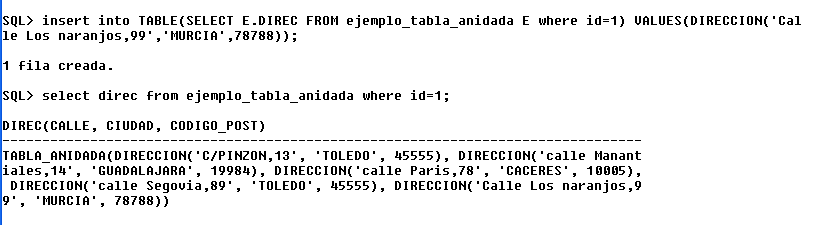 SQL> insert into TABLE(SELECT E.DIREC FROM ejemplo_tabla_anidada E where id=1) VALUES(DIRECCION('Cal
le Los naranjos,99','MURCIA',78788));
1 fila creada.
SQL> select direc from ejemplo_tabla_anidada where id=1;
DIREC(CALLE, CIUDAD, CODIGO_POST)
--------------------------------------------------------------------------------
TABLA_ANIDADA(DIRECCION('C/PINZON,13', 'TOLEDO', 45555), DIRECCION('calle Manant
iales,14', 'GUADALAJARA', 19984), DIRECCION('calle Paris,78', 'CACERES', 10005),
 DIRECCION('calle Segovia,89', 'TOLEDO', 45555), DIRECCION('Calle Los naranjos,9
9', 'MURCIA', 78788))